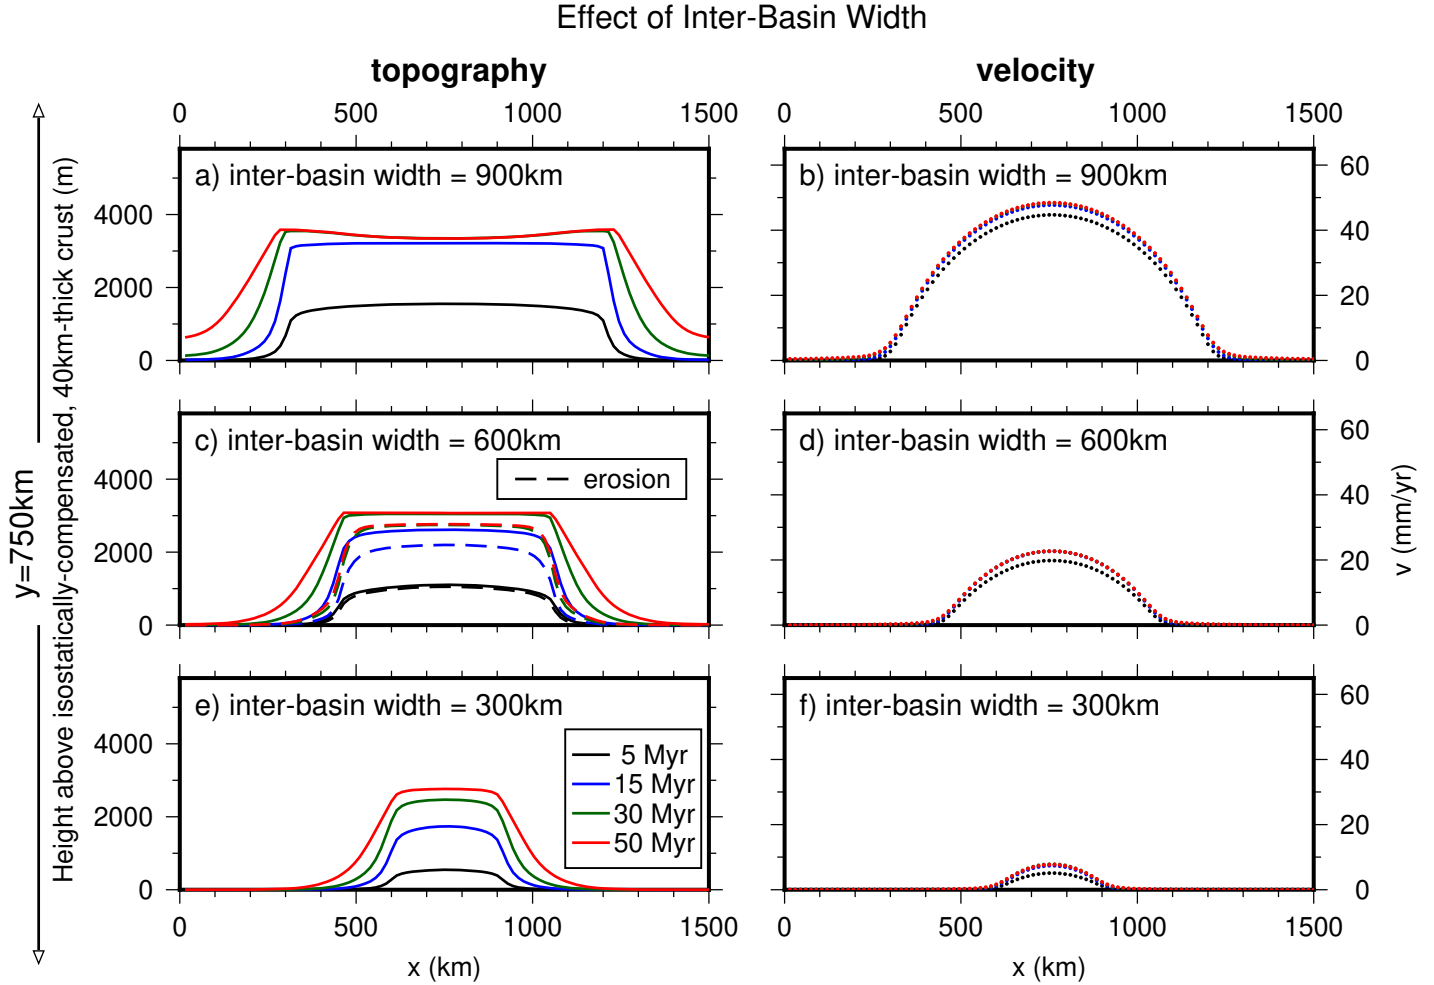 Effect of Inter-Basin Width
topography
velocity
0 500 1000 1500
0 500 1000 1500
y=750km
Height above isostatically-compensated, 40km-thick crust (m)
a) inter-basin width = 900km
4000
2000
0
b) inter-basin width = 900km
60
40
20
0
c) inter-basin width = 600km
erosion
4000
2000
0
d) inter-basin width = 600km
60
40
20
0
v (mm/yr)
e) inter-basin width = 300km
5 Myr
15 Myr
30 Myr
50 Myr
4000
2000
0
f) inter-basin width = 300km
60
40
20
0
0 500 1000 1500
0 500 1000 1500
x (km)
x (km)